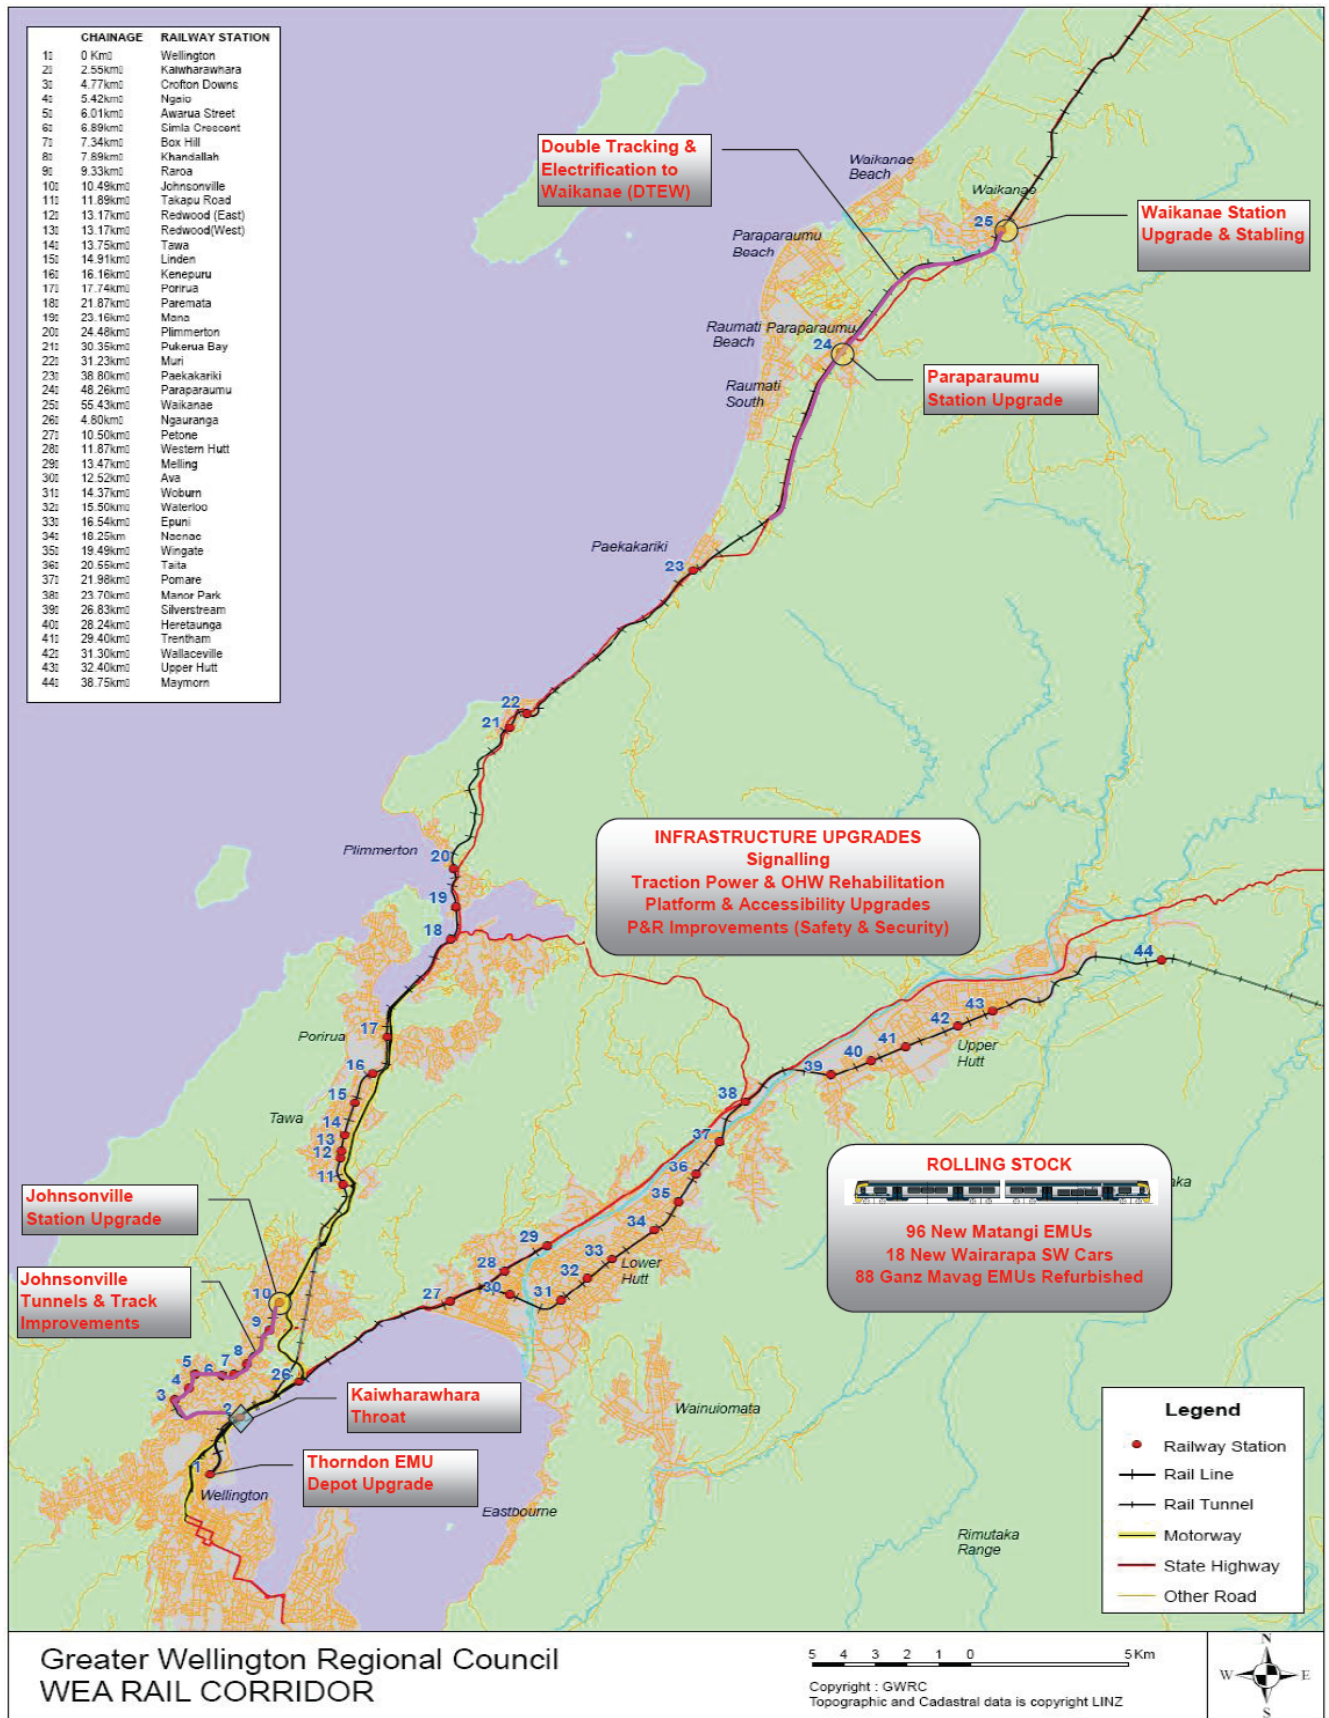 CHAINAGE RAILWAY STATION
1 0 Km Wellington
2 2.55km Kaiwharawhara
3 4.77km Crofton Downs
4 5.42km Ngaio
5 6.01km Awarua Street
6 6.89km Simla Crescent
7 7.34km Box Hill
8 7.89km Khandallah
9 9.33km Raroa
10 10.49km Johnsonville
11 11.89km Takapu Road
12 13.17km Redwood (East)
13 13.17km Redwood(West)
14 13.75km Tawa
15 14.91km Linden
16 16.16km Kenepuru
17 17.74km Porirua
18 21.87km Paremata
19 23.16km Mana
20 24.48km Plimmerton
21 30.35km Pukerua Bay
22 31.23km Muri
23 38.80km Paekakariki
24 48.26km Paraparaumu
25 55.43km Waikanae
26 4.80km Ngauranga
27 10.50km Petone
28 11.87km Western Hutt
29 13.47km Melling
30 12.52km Ava
31 14.37km Woburn
32 15.50km Waterloo
33 16.54km Epuni
34 18.25km Naenae
35 19.49km Wingate
36 20.55km Taita
37 21.98km Pomare
38 23.70km Manor Park
39 26.83km Silverstream
40 28.24km Heretaunga
41 29.40km Trentham
42 31.30km Wallaceville
43 32.40km Upper Hutt
44 38.75km Maymorn
Double Tracking &
Electrification to
Waikanae (DTEW)
Waikanae
Beach
Waikanae
25
Waikanae Station
Upgrade & Stabling
Paraparaumu
Beach
Raumati
Beach
Paraparaumu
24
Raumati
South
Paraparaumu
Station Upgrade
Paekakariki
23
22
21
Plimmerton
20
19
18
INFRASTRUCTURE UPGRADES
Signalling
Traction Power & OHW Rehabilitation
Platform & Accessibility Upgrades
P&R Improvements (Safety & Security)
44
43
42
41
40
39
Upper
Hutt
Porirua
17
16
15
Tawa
14
13
12
11
38
37
36
35
34
33
32
31
30
29
28
27
Lower
Hutt
ROLLING STOCK
96 New Matangi EMUs
18 New Wairarapa SW Cars
88 Ganz Mavag EMUs Refurbished
aka
Johnsonville
Station Upgrade
Johnsonville
Tunnels & Track
Improvements
10
9
8
7
6
5
4
3
2
26
1
Kaiwharawhara
Throat
Thorndon EMU
Depot Upgrade
Wellington
Wainuiomata
Eastbourne
Rimutaka
Range
Legend
Railway Station
Rail Line
Rail Tunnel
Motorway
State Highway
Other Road
Greater Wellington Regional Council
WEA RAIL CORRIDOR
5 4 3 2 1 0 5 Km
Copyright : GWRC
Topographic and Cadastral data is copyright LINZ
N
W E
S